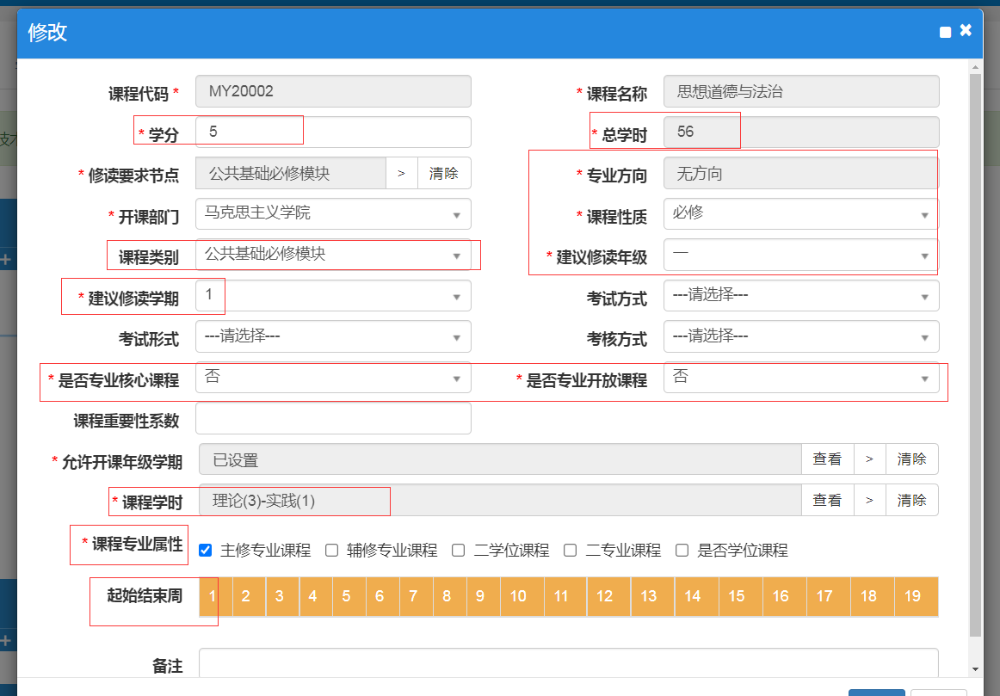 修改
课程代码 * MY20002 * 课程名称 思想道德与法治
* 学分 5 * 总学时 56
* 修读要求节点 公共基础必修模块 > 清除 * 专业方向 无方向
* 开课部门 马克思主义学院 * 课程性质 必修
课程类别 公共基础必修模块 * 建议修读年级 一
* 建议修读学期 1 考试方式 ---请选择---
考试形式 ---请选择--- 考核方式 ---请选择---
* 是否专业核心课程 否 * 是否专业开放课程 否
课程重要性系数
* 允许开课年级学期 已设置 查看 > 清除
* 课程学时 理论(3)-实践(1) 查看 > 清除
* 课程专业属性 主修专业课程 辅修专业课程 二学位课程 二专业课程 是否学位课程
起始结束周 1 2 3 4 5 6 7 8 9 10 11 12 13 14 15 16 17 18 19
备注